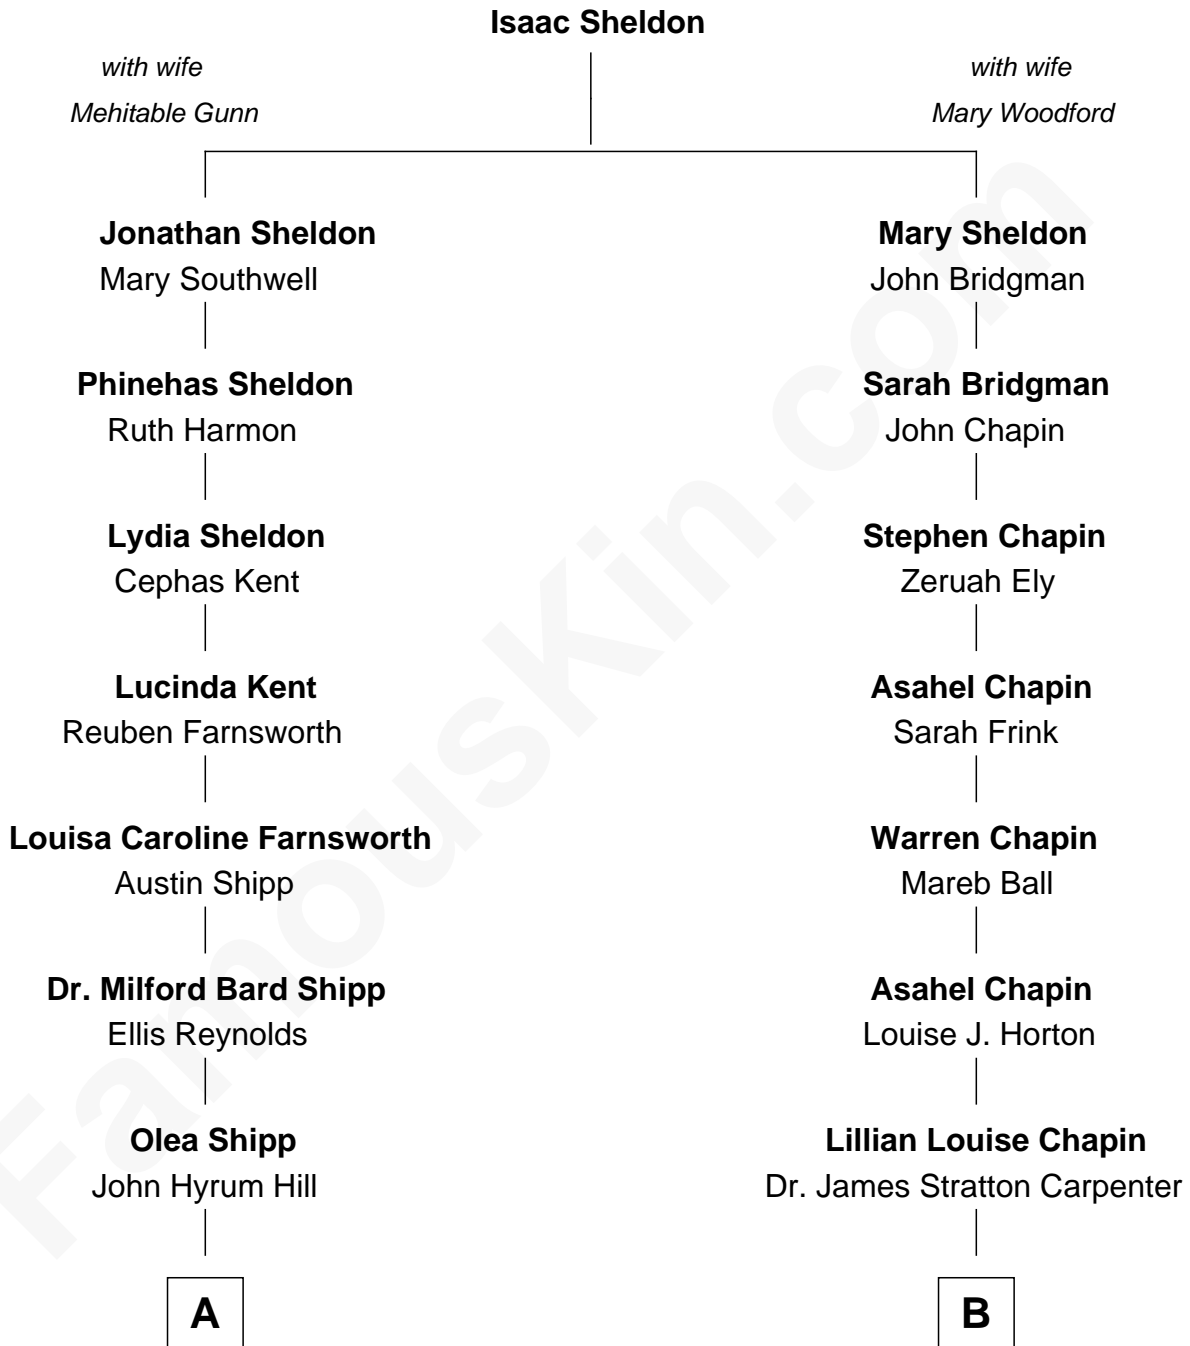 Isaac Sheldon
with wife
Mehitable Gunn
with wife
Mary Woodford
Jonathan Sheldon
Mary Southwell
Mary Sheldon
John Bridgman
Phinehas Sheldon
Ruth Harmon
Sarah Bridgman
John Chapin
Lydia Sheldon
Cephas Kent
Stephen Chapin
Zeruah Ely
Lucinda Kent
Reuben Farnsworth
Asahel Chapin
Sarah Frink
Louisa Caroline Farnsworth
Austin Shipp
Warren Chapin
Mareb Ball
Dr. Milford Bard Shipp
Ellis Reynolds
Asahel Chapin
Louise J. Horton
Olea Shipp
John Hyrum Hill
Lillian Louise Chapin
Dr. James Stratton Carpenter
A
B
FamousKin.com